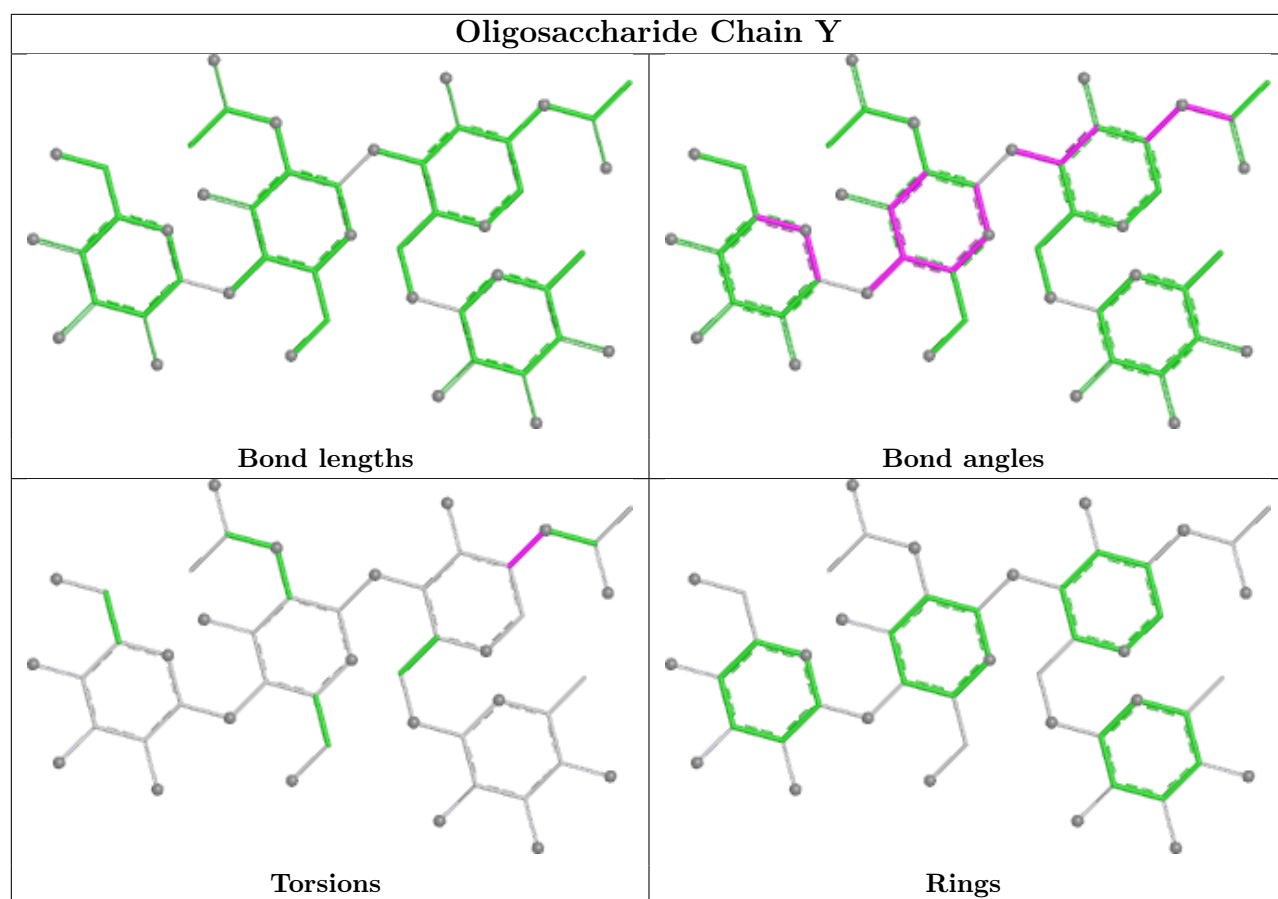 Oligosaccharide Chain Y
Bond lengths
Bond angles
Torsions
Rings